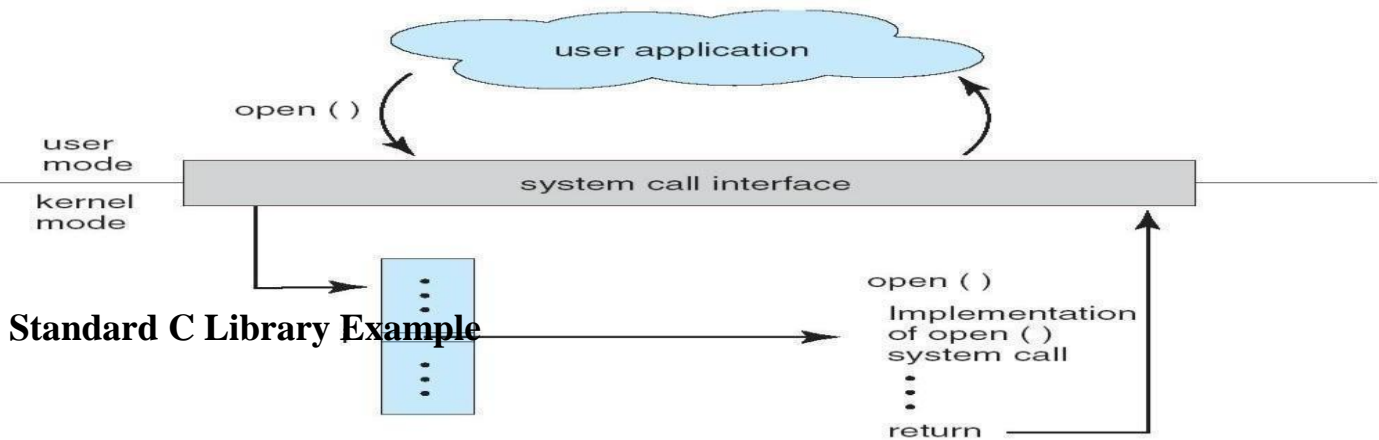 user application
open ( )
user
mode
system call interface
kernel
mode
open ( )
Implementation
of open ( )
system call
return
Standard C Library Example